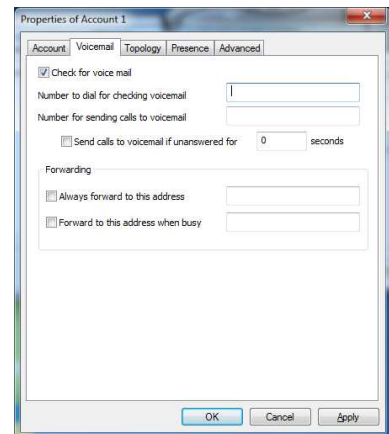 Properties of Account 1
Account Voicemail Topology Presence Advanced
Check for voice mail
Number to dial for checking voicemail
Number for sending calls to voicemail
Send calls to voicemail if unanswered for 0 seconds
Forwarding
Always forward to this address
Forward to this address when busy
OK Cancel Apply